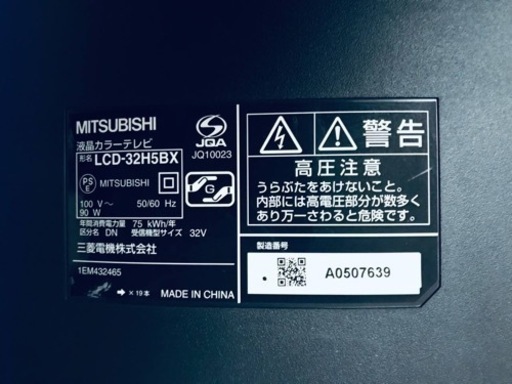 MITSUBISHI
液晶カラーテレビ
形名 LCD-32H5BX
PS E MITSUBISHI
100 V～ 50/60 Hz
90 W
年間消費電力量 75 kWh/年
区分名 DN 受信機型サイズ 32V
三菱電機株式会社
1EM432465
➔ ×19本 MADE IN CHINA
JQA
JQ10023
G
警告
高圧注意
うらぶたをあけないこと。
内部には高電圧部分が数多く
あり万一さわると危険です。
製造番号
A0507639